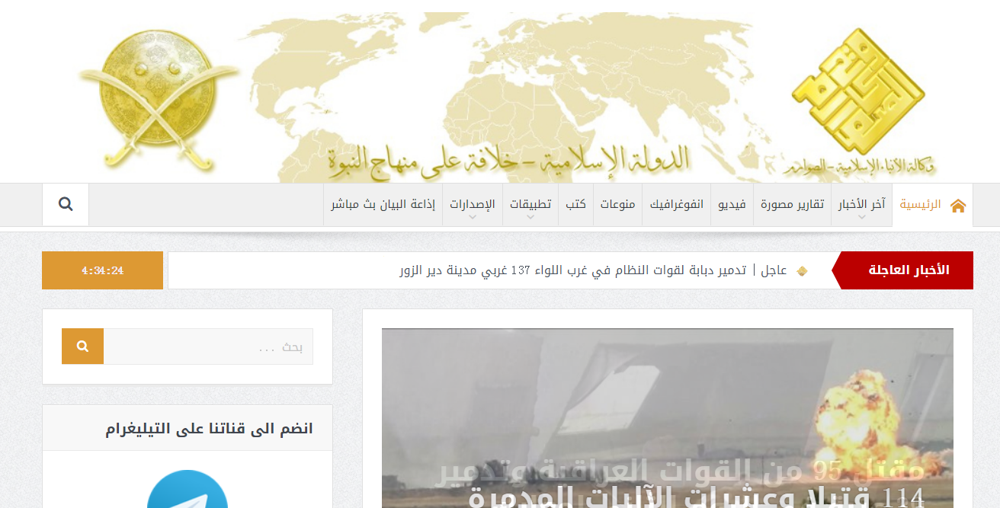 الدولة الإسلامية - خلافة على منهاج النبوة
وكالة الأنباء الإسلامية - الصوارم
الرئيسية
آخر الأخبار
تقارير مصورة
فيديو
انفوغرافيك
منوعات
كتب
تطبيقات
الإصدارات
إذاعة البيان بث مباشر
الأخبار العاجلة
عاجل | تدمير دبابة لقوات النظام في غرب اللواء 137 غربي مدينة دير الزور
4:34:24
بحث ...
انضم الى قناتنا على التيليغرام
مقتل 95 من القوات العراقية وتدمير
114 قتيلا وعشرات الآليات المدمرة